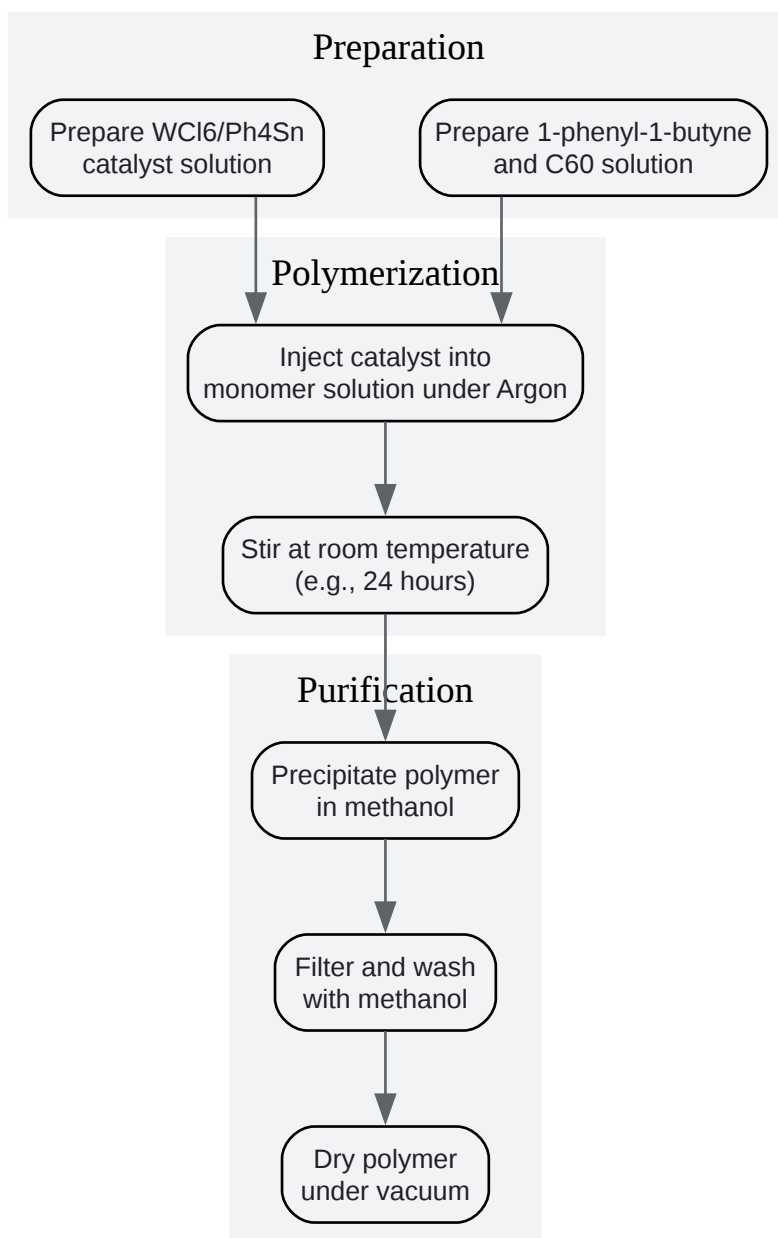 Preparation
Prepare WCl6/Ph4Sn
catalyst solution
Prepare 1-phenyl-1-butyne
and C60 solution
Polymerization
Inject catalyst into
monomer solution under Argon
Stir at room temperature
(e.g., 24 hours)
Purification
Precipitate polymer
in methanol
Filter and wash
with methanol
Dry polymer
under vacuum